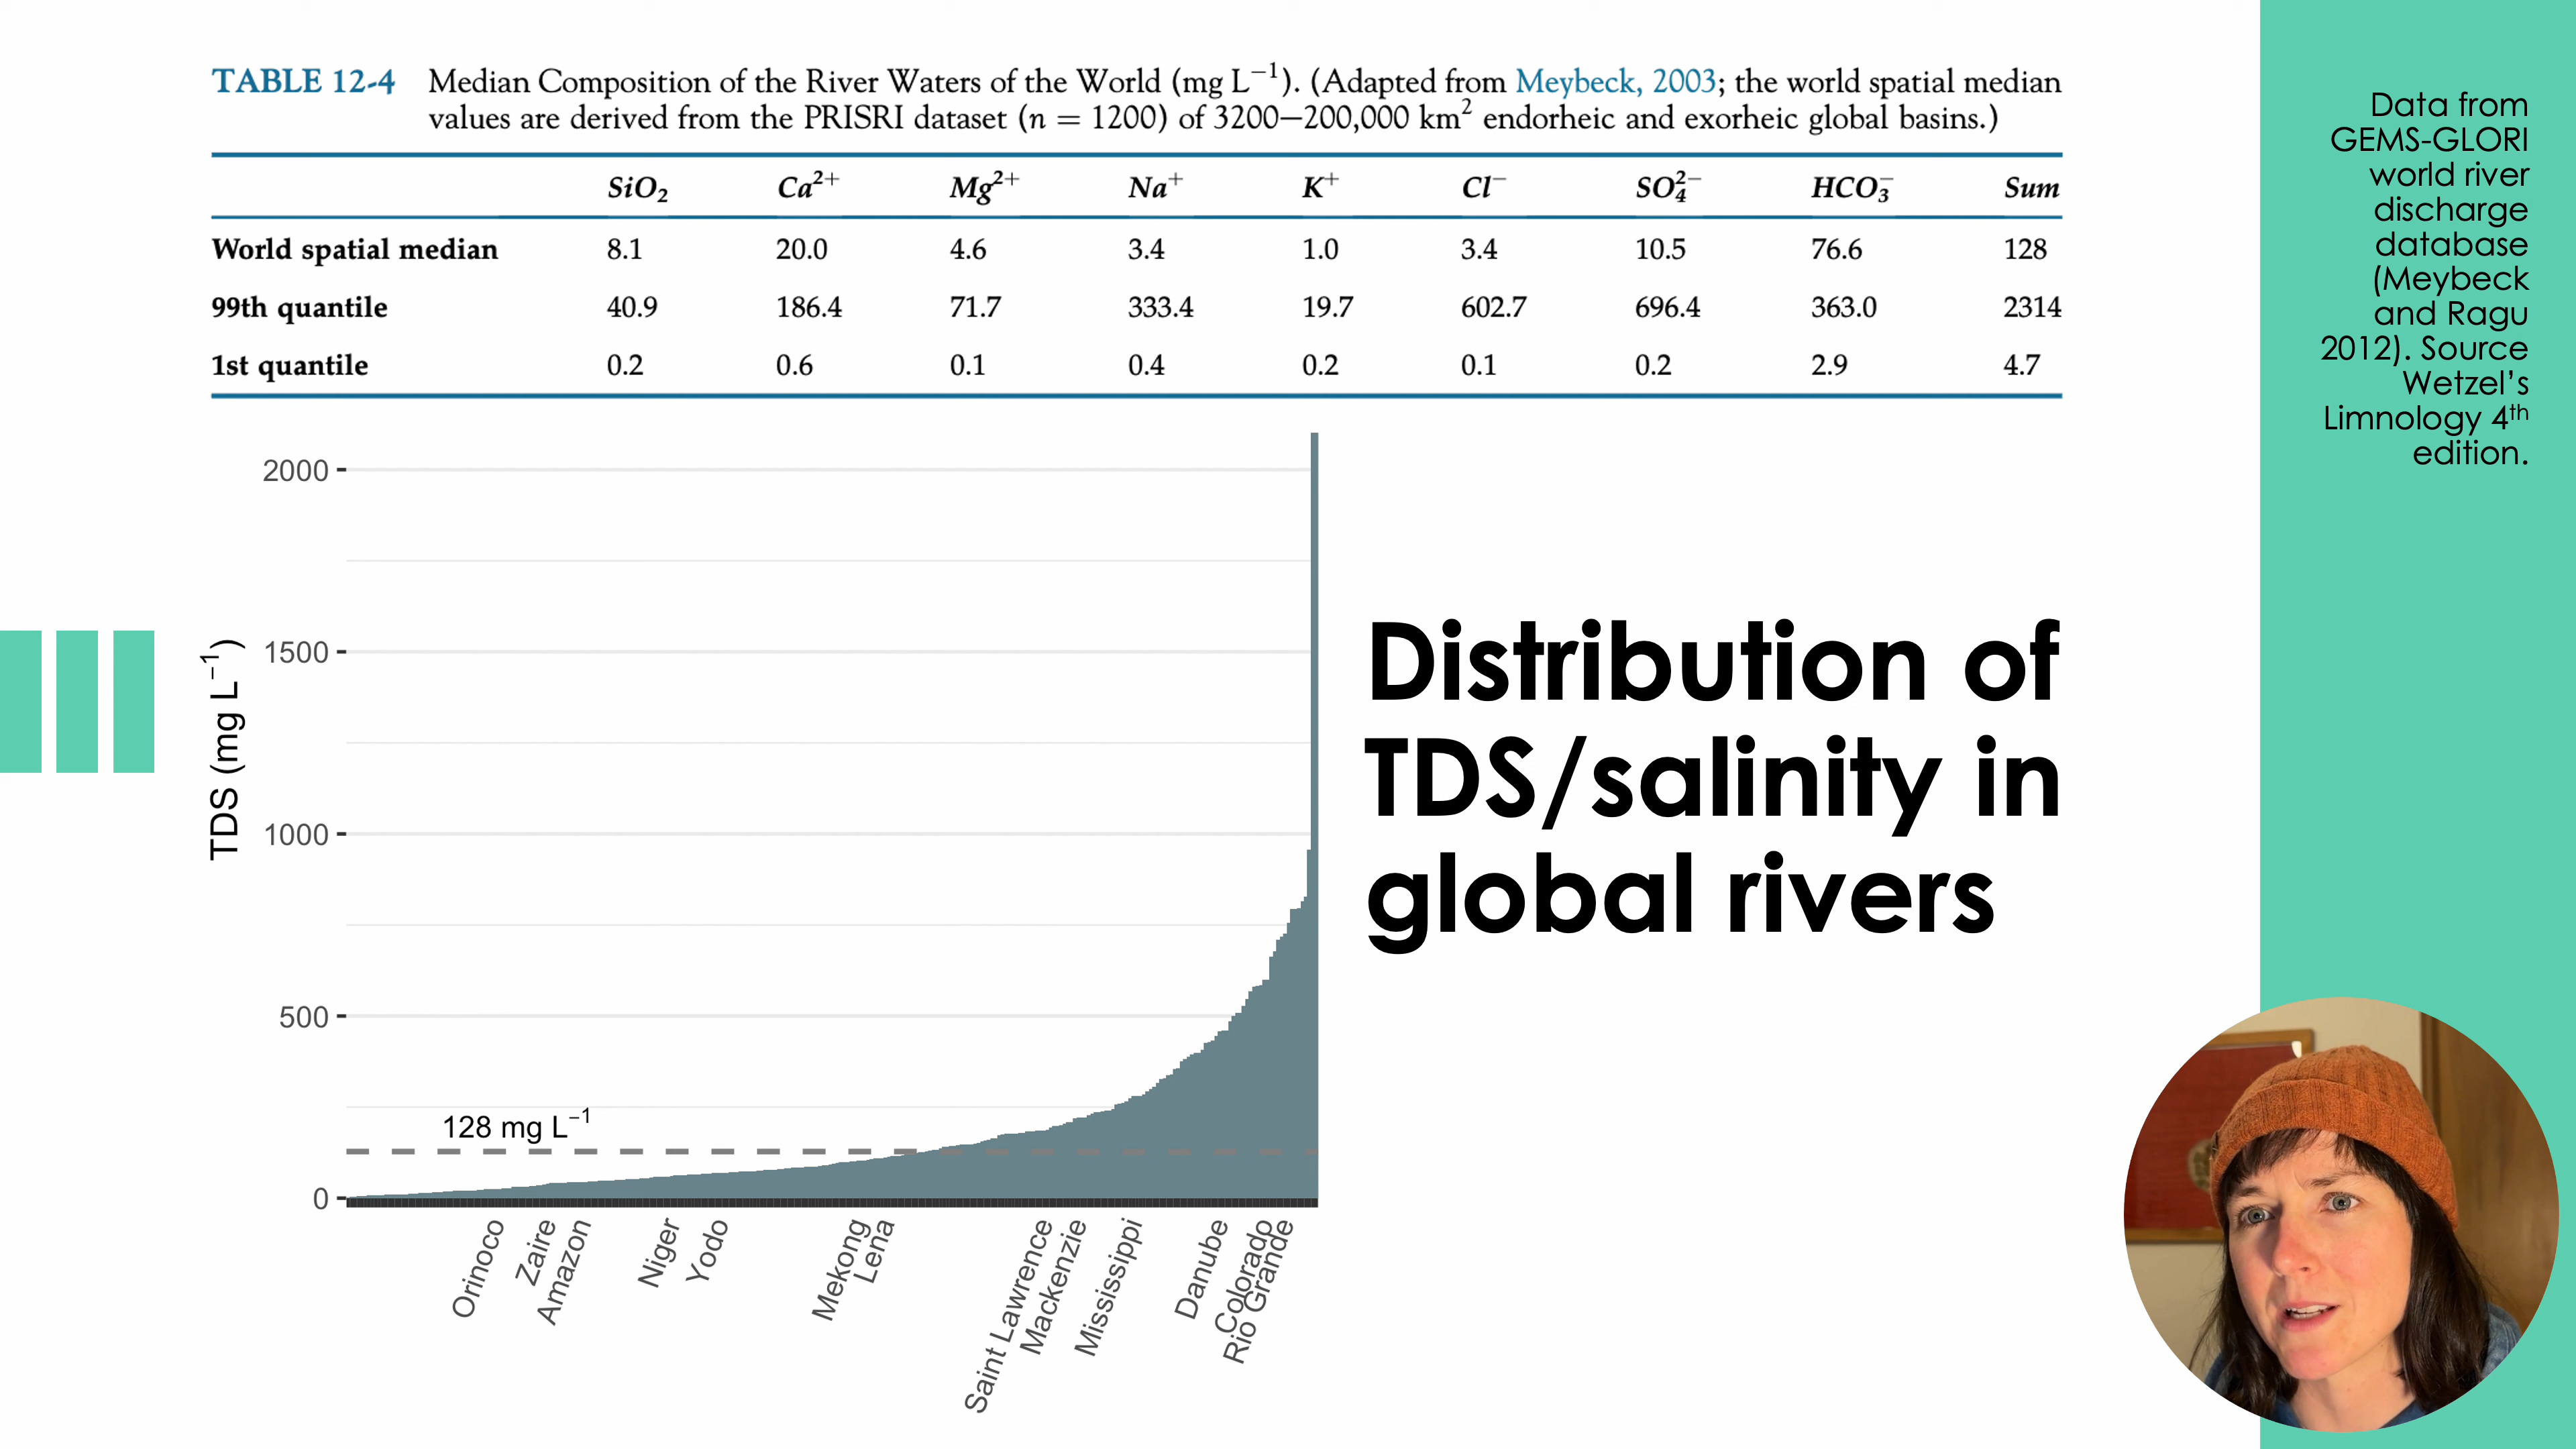 TABLE 12-4 Median Composition of the River Waters of the World (mg L⁻¹). (Adapted from Meybeck, 2003; the world spatial median
values are derived from the PRISRI dataset (n = 1200) of 3200–200,000 km² endorheic and exorheic global basins.)
SiO₂ Ca²⁺ Mg²⁺ Na⁺ K⁺ Cl⁻ SO₄²⁻ HCO₃⁻ Sum
World spatial median 8.1 20.0 4.6 3.4 1.0 3.4 10.5 76.6 128
99th quantile 40.9 186.4 71.7 333.4 19.7 602.7 696.4 363.0 2314
1st quantile 0.2 0.6 0.1 0.4 0.2 0.1 0.2 2.9 4.7
TDS (mg L⁻¹)
2000
1500
1000
500
0
128 mg L⁻¹
Orinoco
Zaire
Amazon
Niger
Yodo
Mekong
Lena
Saint Lawrence
Mackenzie
Mississippi
Danube
Colorado
Rio Grande
Distribution of
TDS/salinity in
global rivers
Data from
GEMS-GLORI
world river
discharge
database
(Meybeck
and Ragu
2012). Source
Wetzel’s
Limnology 4th
edition.